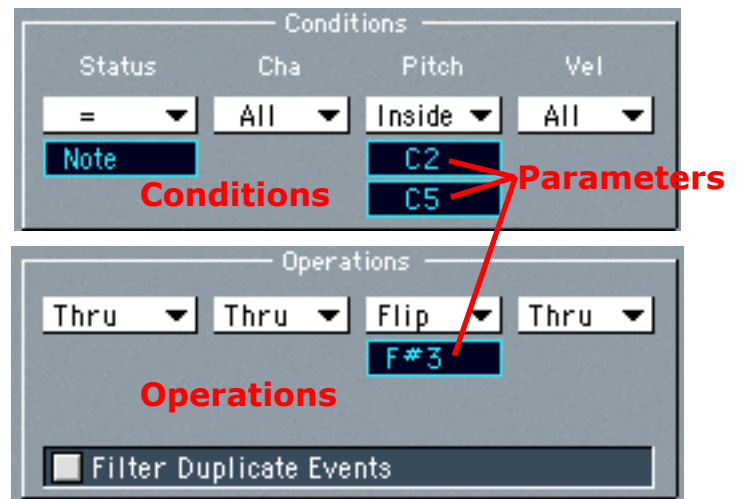 Conditions
Status Cha Pitch Vel
= All Inside All
Note C2
Conditions C5 Parameters
Operations
Thru Thru Flip Thru
F#3
Operations
Filter Duplicate Events